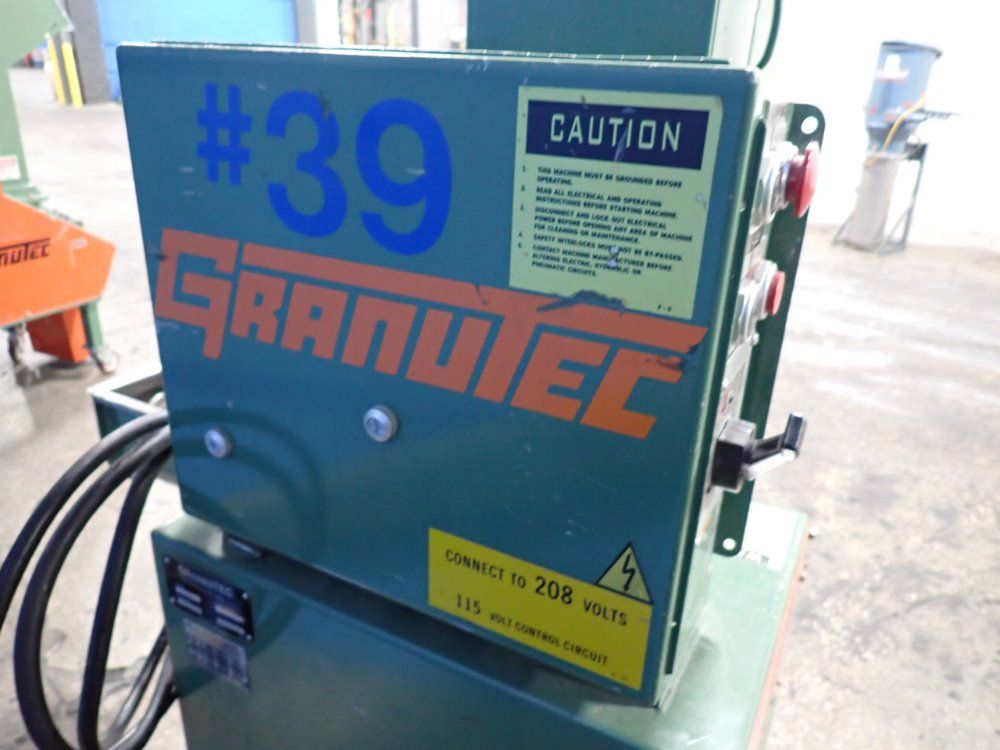 #39
CAUTION
1. THIS MACHINE MUST BE GROUNDED BEFORE
OPERATING.
2. READ ALL ELECTRICAL AND OPERATING
INSTRUCTIONS BEFORE STARTING MACHINE.
3. DISCONNECT AND LOCK OUT ELECTRICAL
POWER BEFORE OPENING ANY AREA OF MACHINE
FOR CLEANING OR MAINTENANCE.
4. SAFETY INTERLOCKS MUST NOT BE BY-PASSED.
5. CONTACT MACHINE MANUFACTURER BEFORE
ALTERING ELECTRIC, HYDRAULIC OR
PNEUMATIC CIRCUITS.
GRANUTEC
NUTEC
CONNECT TO 208 VOLTS
115 VOLT CONTROL CIRCUIT
GRANUTEC